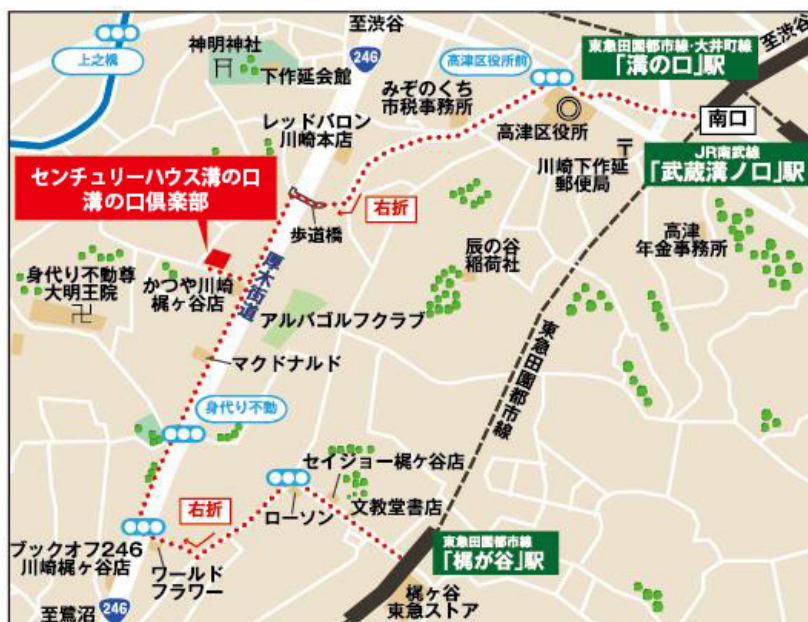 至渋谷
246
上之橋
神明神社
下作延会館
高津区役所前
東急田園都市線・大井町線
「溝の口」駅
至渋谷
みぞのくち
市税事務所
レッドバロン
川崎本店
高津区役所
南口
川崎下作延
郵便局
JR南武線
「武蔵溝ノ口」駅
センチュリーハウス溝の口
溝の口倶楽部
右折
歩道橋
高津
年金事務所
辰の谷
稲荷社
身代り不動尊
大明王院
かつや川崎
梶ヶ谷店
厚木街道
アルバゴルフクラブ
マクドナルド
東急田園都市線
身代り不動
セイジョー梶ヶ谷店
右折
ローソン
文教堂書店
ブックオフ246
川崎梶ヶ谷店
ワールド
フラワー
東急田園都市線
「梶が谷」駅
梶ヶ谷
東急ストア
至鷺沼
246